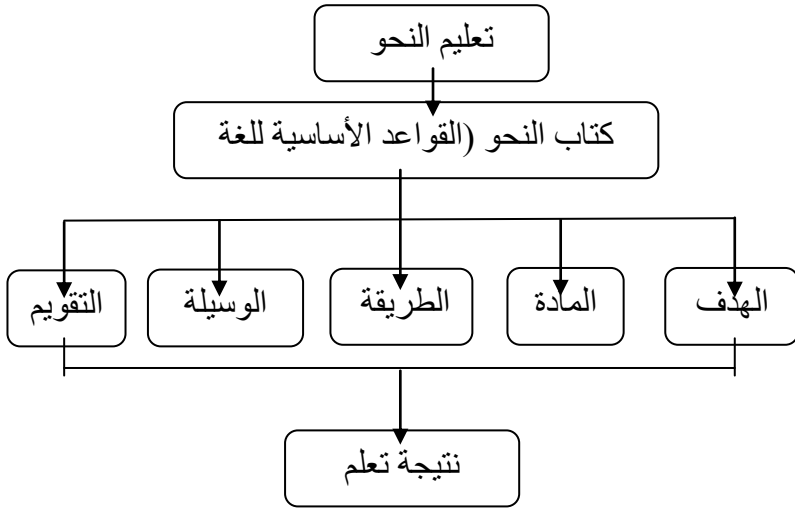 تعليم النحو
كتاب النحو (القواعد الأساسية للغة
الهدف
المادة
الطريقة
الوسيلة
التقويم
نتيجة تعلم